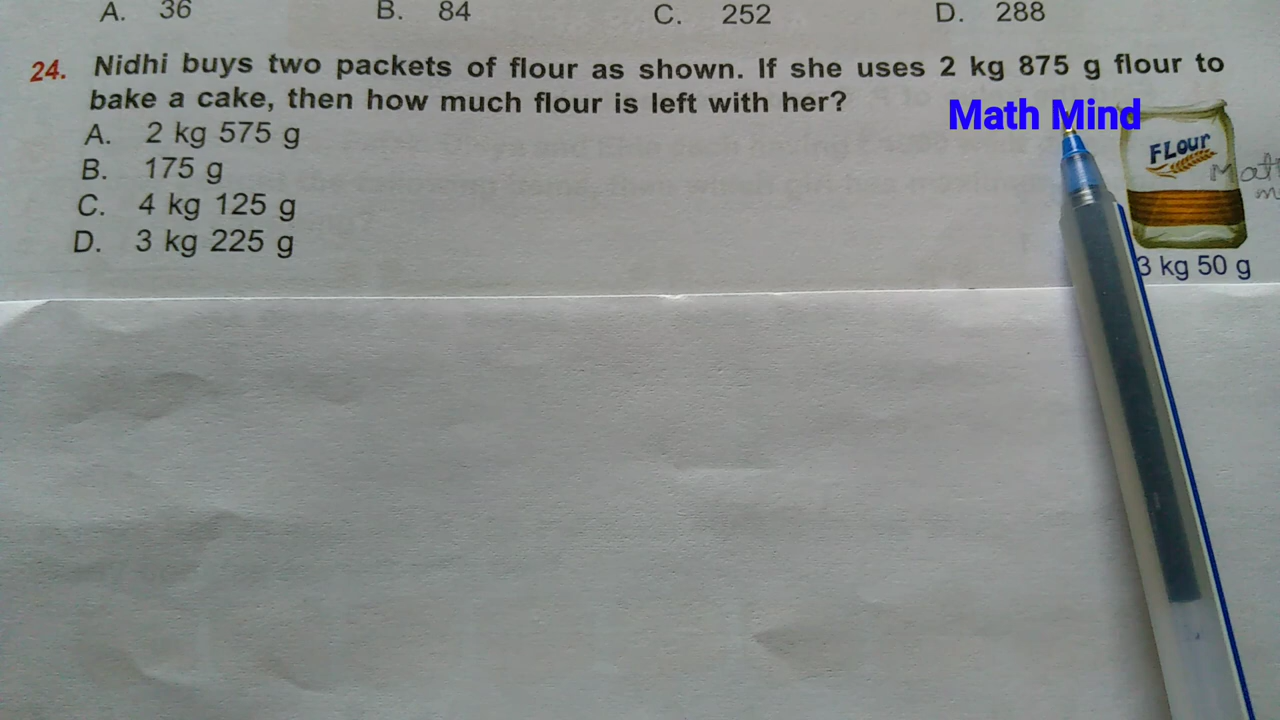 A. 36 B. 84 C. 252 D. 288
24. Nidhi buys two packets of flour as shown. If she uses 2 kg 875 g flour to
bake a cake, then how much flour is left with her?
Math Mind
A. 2 kg 575 g
FLour
B. 175 g
Mat
m
C. 4 kg 125 g
D. 3 kg 225 g
3 kg 50 g